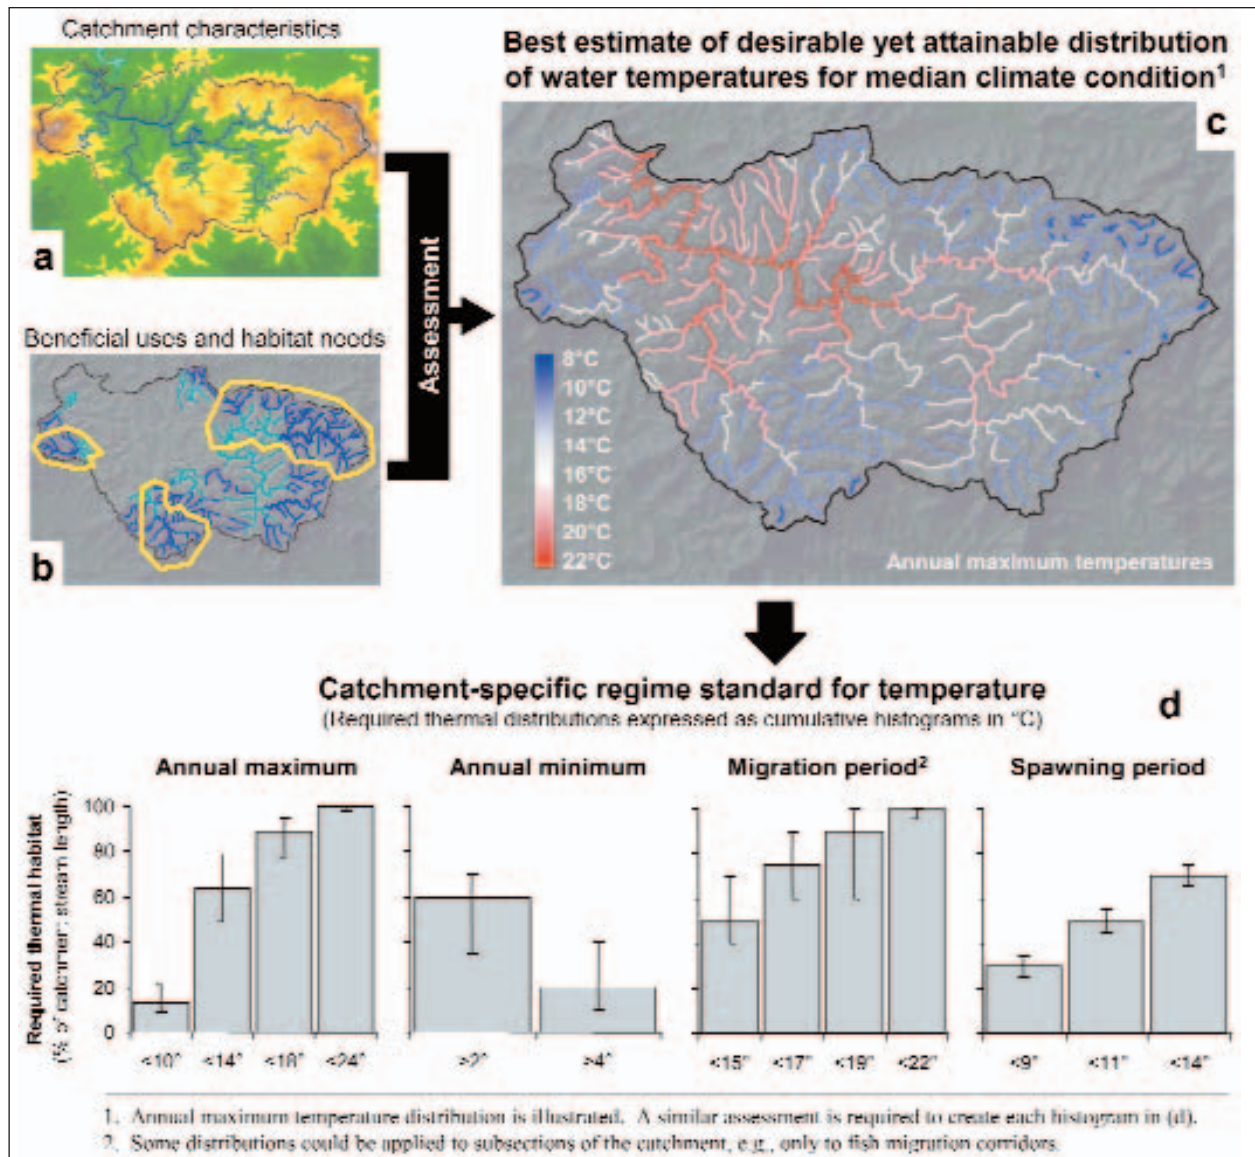 Catchment characteristics
a
Beneficial uses and habitat needs
b
Assessment
Best estimate of desirable yet attainable distribution
of water temperatures for median climate condition1
c
8°C
10°C
12°C
14°C
16°C
18°C
20°C
22°C
Annual maximum temperatures
Catchment-specific regime standard for temperature
(Required thermal distributions expressed as cumulative histograms in °C)
d
Required thermal habitat
(% of catchment stream length)
Annual maximum
Annual minimum
Migration period2
Spawning period
100
80
60
40
20
0
<10° <14° <18° <24°
>2° >4°
<15° <17° <19° <22°
<9° <11° <14°
1. Annual maximum temperature distribution is illustrated. A similar assessment is required to create each histogram in (d).
2. Some distributions could be applied to subsections of the catchment, e.g., only to fish migration corridors.